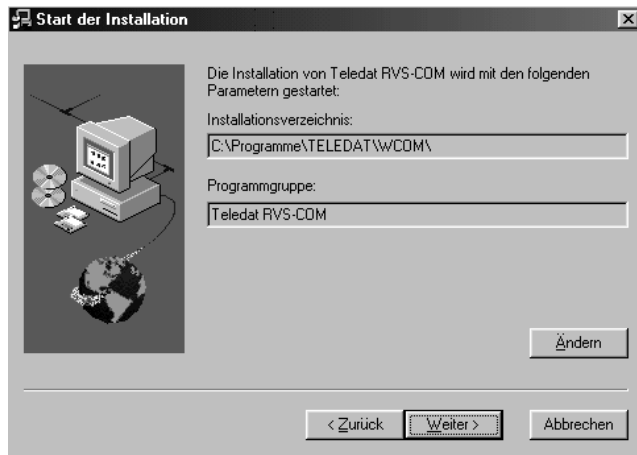 Start der Installation
Die Installation von Teledat RVS-COM wird mit den folgenden
Parametern gestartet:
Installationsverzeichnis:
C:\Programme\TELEDAT\WCOM\
Programmgruppe:
Teledat RVS-COM
Ändern
< Zurück
Weiter >
Abbrechen